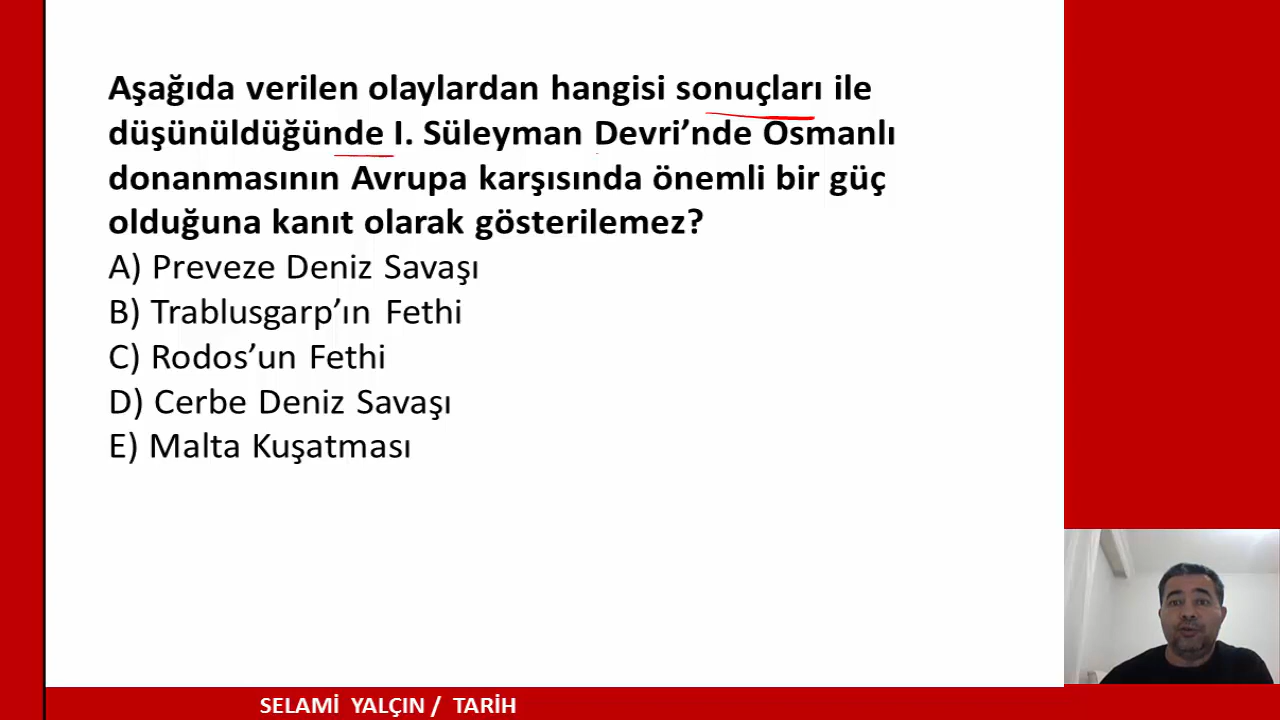 Aşağıda verilen olaylardan hangisi sonuçları ile
düşünüldüğünde I. Süleyman Devri’nde Osmanlı
donanmasının Avrupa karşısında önemli bir güç
olduğuna kanıt olarak gösterilemez?
A) Preveze Deniz Savaşı
B) Trablusgarp’ın Fethi
C) Rodos’un Fethi
D) Cerbe Deniz Savaşı
E) Malta Kuşatması
SELAMİ YALÇIN / TARİH